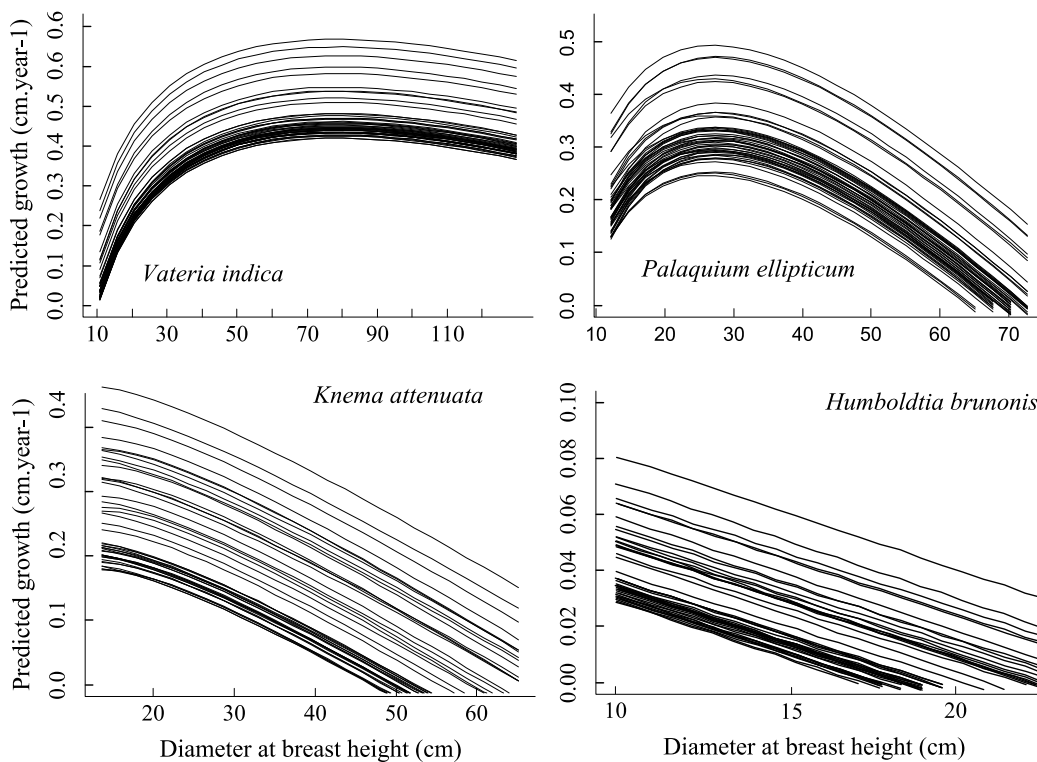 Predicted growth (cm.year-1)
0.6
0.6
0.5
0.4
0.3
0.2
0.1
0.0
Vateria indica
10 30 50 70 90 110
0.5
0.4
0.3
0.2
0.1
0.0
Palaquium ellipticum
10 20 30 40 50 60 70
Predicted growth (cm.year-1)
0.4
0.3
0.2
0.1
0.0
Knema attenuata
20 30 40 50 60
Diameter at breast height (cm)
0.10
0.08
0.06
0.04
0.02
0.00
Humboldtia brunonis
10 15 20
Diameter at breast height (cm)